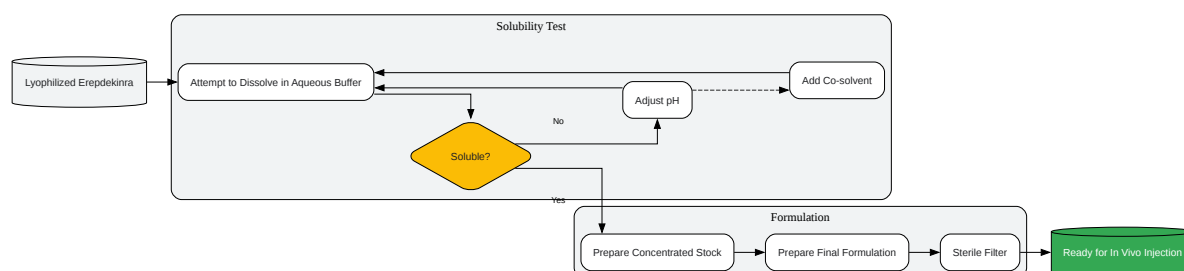 Solubility Test
Lyophilized Erepdekinra
Attempt to Dissolve in Aqueous Buffer
Add Co-solvent
Adjust pH
No
Soluble?
Yes
Formulation
Prepare Concentrated Stock
Prepare Final Formulation
Sterile Filter
Ready for In Vivo Injection